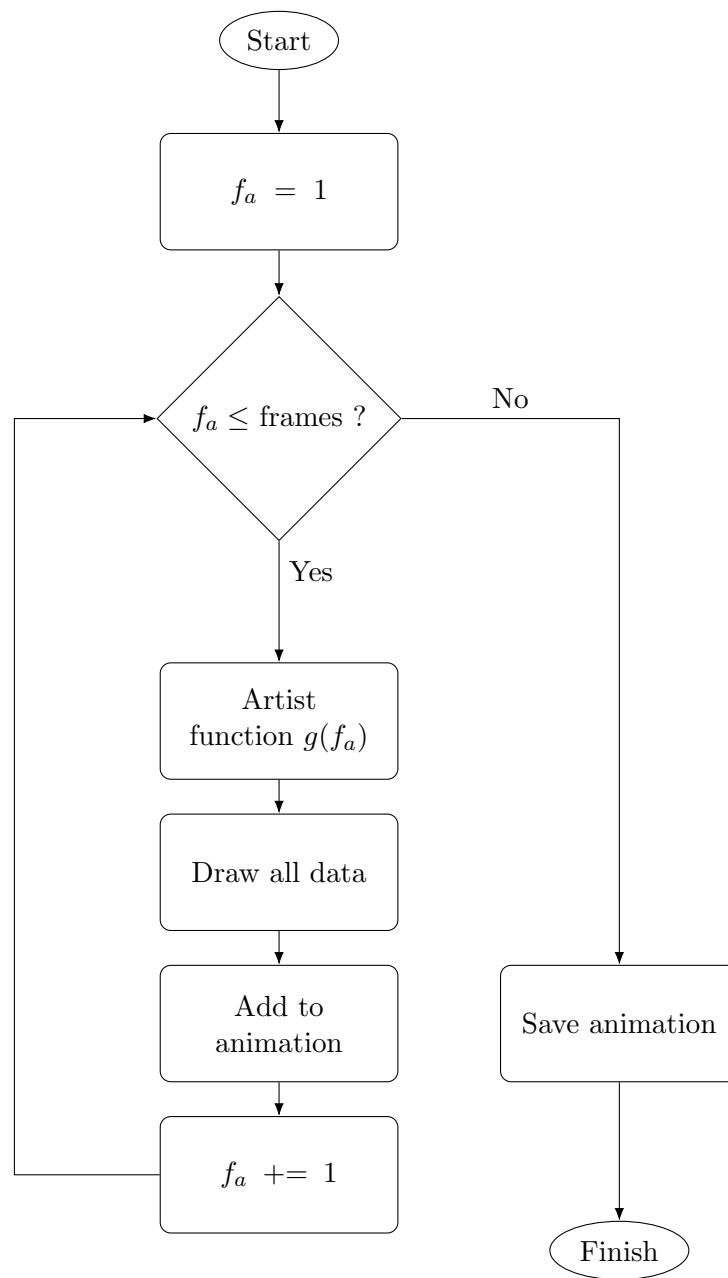 Start
f_a = 1
f_a ≤ frames ?
No
Yes
Artist
function g(f_a)
Draw all data
Add to
animation
Save animation
f_a += 1
Finish